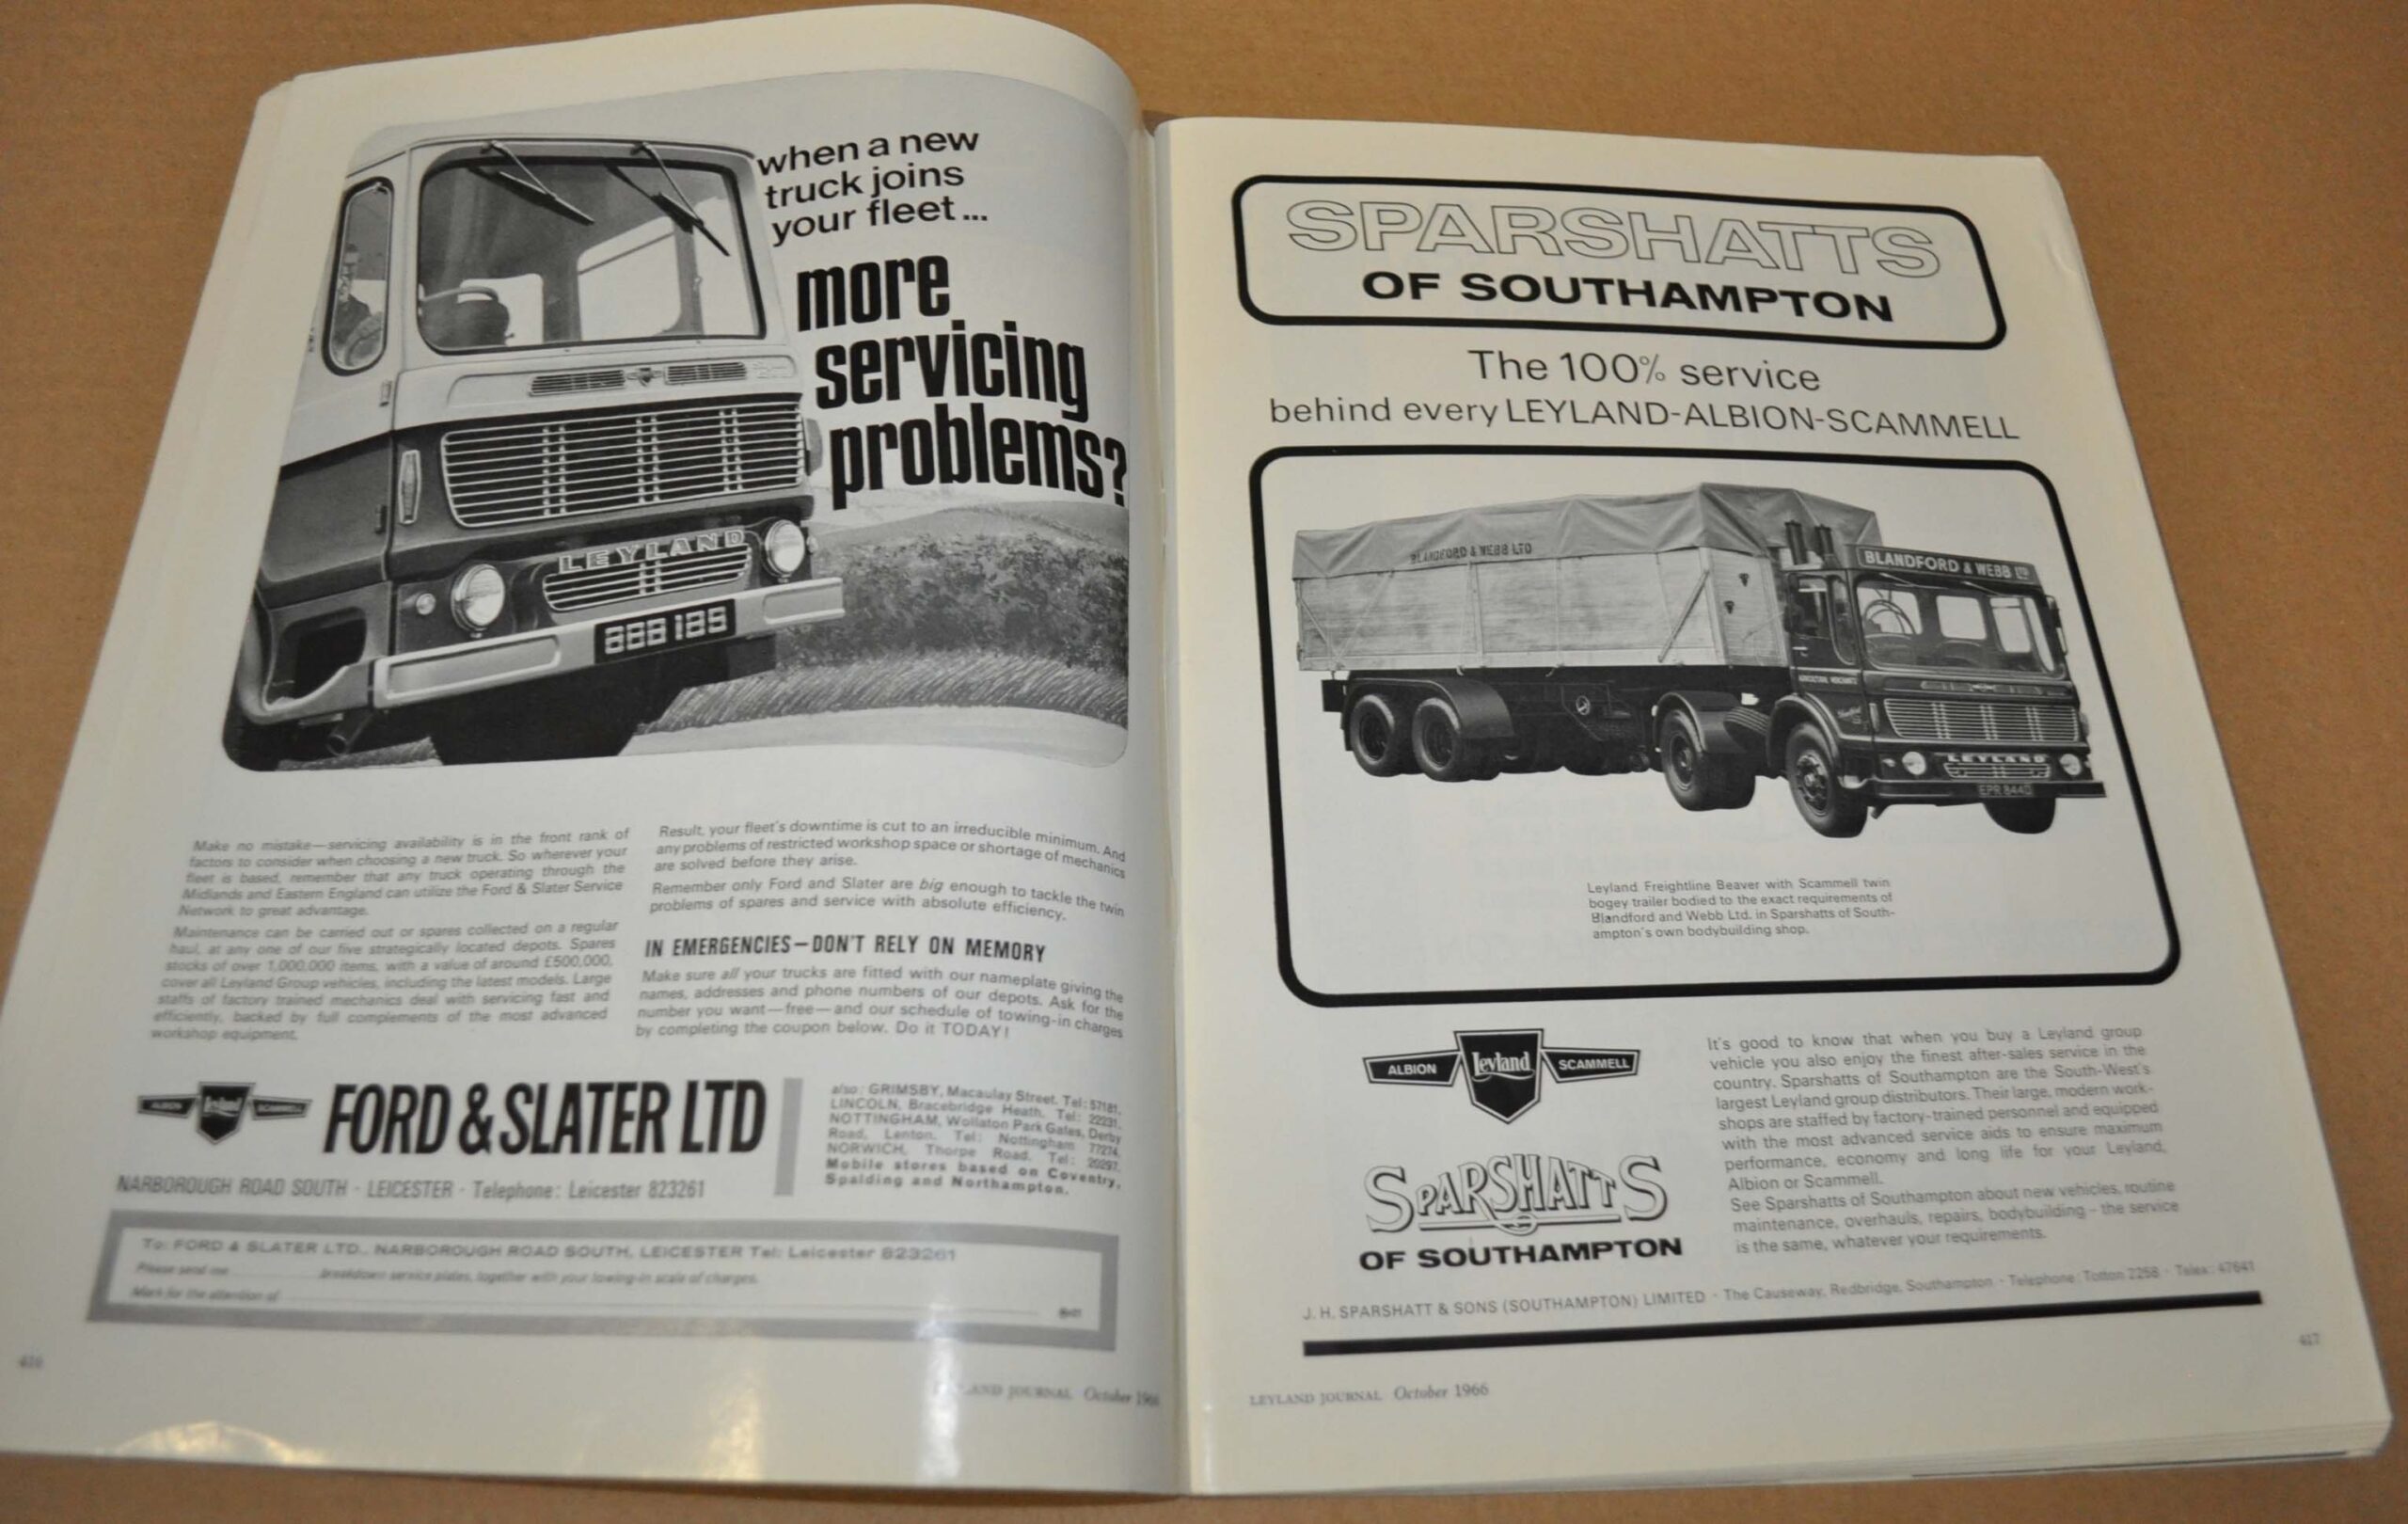 when a new
truck joins
your fleet...
more
servicing
problems?
LEYLAND
BBB 18S
Make no mistake—servicing availability is in the front rank of
factors to consider when choosing a new truck. So wherever your
fleet is based, remember that any truck operating through the
Midlands and Eastern England can utilize the Ford & Slater Service
Network to great advantage.
Maintenance can be carried out or spares collected on a regular
haul, at any one of our five strategically located depots. Spares
stocks of over 1,000,000 items, with a value of around £500,000,
cover all Leyland Group vehicles, including the latest models. Large
staffs of factory trained mechanics deal with servicing fast and
efficiently, backed by full complements of the most advanced
workshop equipment.
Result, your fleet's downtime is cut to an irreducible minimum. And
any problems of restricted workshop space or shortage of mechanics
are solved before they arise.
Remember only Ford and Slater are big enough to tackle the twin
problems of spares and service with absolute efficiency.
IN EMERGENCIES—DON'T RELY ON MEMORY
Make sure all your trucks are fitted with our nameplate giving the
names, addresses and phone numbers of our depots. Ask for the
number you want—free—and our schedule of towing-in charges
by completing the coupon below. Do it TODAY!
ALBION Leyland SCAMMELL
FORD & SLATER LTD
NARBOROUGH ROAD SOUTH · LEICESTER · Telephone: Leicester 823261
also: GRIMSBY, Macaulay Street. Tel: 57181.
LINCOLN, Bracebridge Heath. Tel: 22231.
NOTTINGHAM, Wollaton Park Gates, Derby
Road, Lenton. Tel: Nottingham 77274.
NORWICH, Thorpe Road. Tel: 20297.
Mobile stores based on Coventry,
Spalding and Northampton.
To: FORD & SLATER LTD., NARBOROUGH ROAD SOUTH, LEICESTER Tel: Leicester 823261
Please send me breakdown service plates, together with your towing-in scale of charges.
Mark for the attention of
416
LAND JOURNAL October 1966
SPARSHATTS
OF SOUTHAMPTON
The 100% service
behind every LEYLAND-ALBION-SCAMMELL
BLANDFORD & WEBB LTD
BLANDFORD & WEBB LTD
AGRICULTURAL MERCHANTS
LEYLAND
EPR 844D
Leyland Freightline Beaver with Scammell twin
bogey trailer bodied to the exact requirements of
Blandford and Webb Ltd. in Sparshatts of South-
ampton's own bodybuilding shop.
ALBION Leyland SCAMMELL
SPARSHATTS
OF SOUTHAMPTON
It's good to know that when you buy a Leyland group
vehicle you also enjoy the finest after-sales service in the
country. Sparshatts of Southampton are the South-West's
largest Leyland group distributors. Their large, modern work-
shops are staffed by factory-trained personnel and equipped
with the most advanced service aids to ensure maximum
performance, economy and long life for your Leyland,
Albion or Scammell.
See Sparshatts of Southampton about new vehicles, routine
maintenance, overhauls, repairs, bodybuilding - the service
is the same, whatever your requirements.
J. H. SPARSHATT & SONS (SOUTHAMPTON) LIMITED · The Causeway, Redbridge, Southampton · Telephone: Totton 2258 · Telex: 47641
417
LEYLAND JOURNAL October 1966